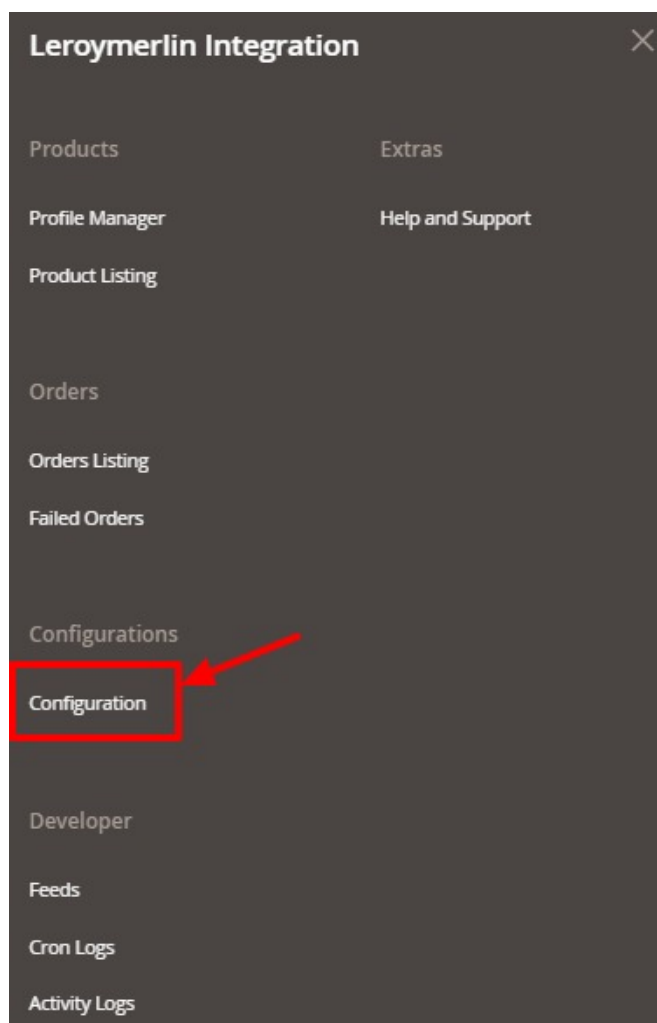 Leroymerlin Integration
Products
Profile Manager
Product Listing
Extras
Help and Support
Orders
Orders Listing
Failed Orders
Configurations
Configuration
Developer
Feeds
Cron Logs
Activity Logs